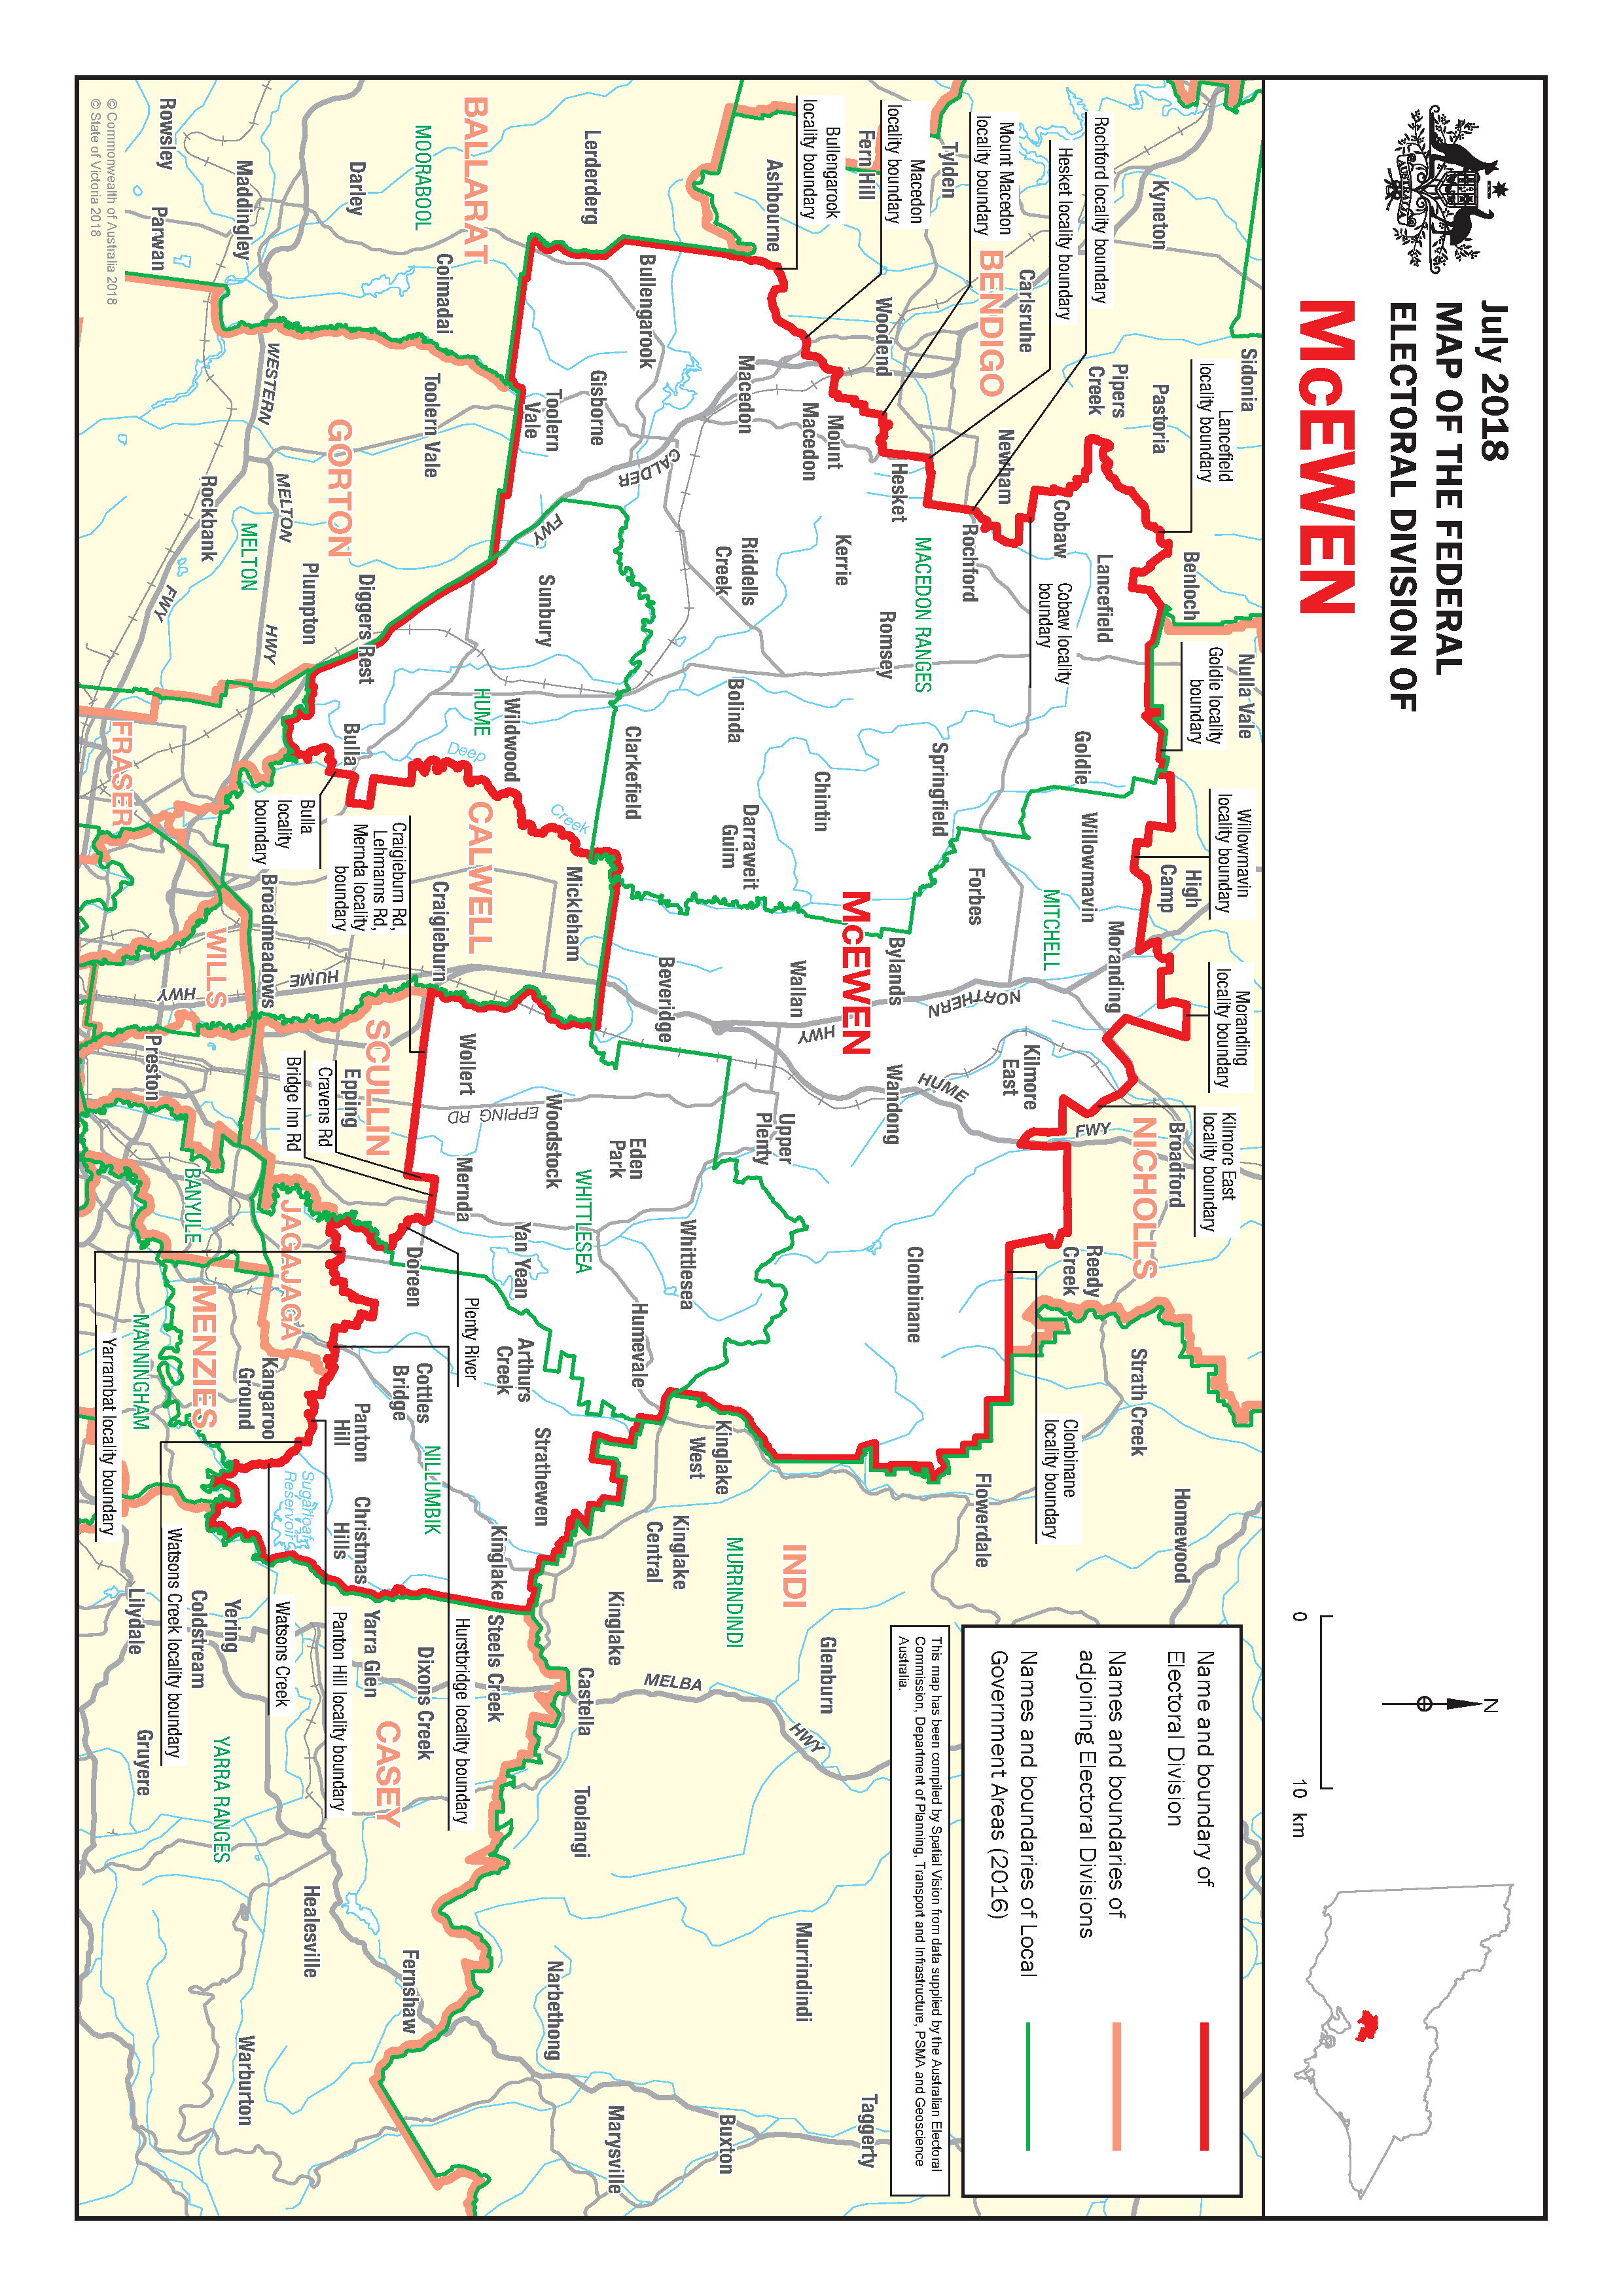 July 2018
MAP OF THE FEDERAL
ELECTORAL DIVISION OF
McEWEN
AUSTRALIA
0
10 km
N
Name and boundary of
Electoral Division
Names and boundaries of
adjoining Electoral Divisions
Names and boundaries of Local
Government Areas (2016)
This map has been compiled by Spatial Vision from data supplied by the Australian Electoral
Commission, Department of Planning, Transport and Infrastructure, PSMA and Geoscience
Australia.
Sidonia
Lancefield
locality boundary
Nulla Vale
Goldie locality
boundary
Willowmavin
locality boundary
Moranding
locality boundary
Kilmore East
locality boundary
Kyneton
Pastoria
Benloch
High
Camp
Broadford
Homewood
Rochford locality boundary
Hesket locality boundary
Pipers
Creek
Lancefield
Goldie
Willowmavin
Moranding
NICHOLLS
Strath Creek
Reedy
Creek
Clonbinane
locality boundary
Mount Macedon
locality boundary
Carlsruhe
BENDIGO
Newham
Cobaw
Cobaw locality
boundary
MITCHELL
Kilmore
East
FWY
Tylden
Rochford
Forbes
NORTHERN
HUME
Flowerdale
Macedon
locality boundary
Fern Hill
Woodend
Hesket
MACEDON RANGES
Romsey
Springfield
Bylands
Wandong
Clonbinane
McEWEN
Bullengarook
locality boundary
Mount
Macedon
Kerrie
Chintin
Wallan
HWY
Glenburn
Murrindindi
Taggerty
Ashbourne
Macedon
Riddells
Creek
Bolinda
Darraweit
Guim
Upper
Plenty
INDI
HWY
Kinglake
West
MURRINDINDI
Buxton
Bullengarook
CALDER
FWY
Clarkefield
Beveridge
Eden
Park
Whittlesea
Humevale
Kinglake
Central
Kinglake
MELBA
Marysville
Lerderderg
Gisborne
Toolern
Vale
Sunbury
Creek
Mickleham
Woodstock
WHITTLESEA
Yan Yean
Arthurs
Creek
Strathewen
Castella
Toolangi
Narbethong
BALLARAT
MOORABOOL
Coimadai
Toolern Vale
HUME
Wildwood
Deep
CALWELL
Craigieburn
Wollert
EPPING RD
Mernda
Doreen
Plenty River
Cottles
Bridge
NILLUMBIK
Kinglake
Steels Creek
Hurstbridge locality boundary
Dixons Creek
Fernshaw
Darley
GORTON
Diggers Rest
Bulla
Craigieburn Rd,
Lehmanns Rd,
Mernda locality
boundary
SCULLIN
Epping
Cravens Rd
Bridge Inn Rd
Panton
Hill
Christmas
Hills
Yarra Glen
CASEY
Panton Hill locality boundary
Healesville
Plumpton
Bulla
locality
boundary
HUME
JAGAJAGA
Sugarloaf
Reservoir
Watsons Creek
Maddingley
WESTERN
MELTON
HWY
MELTON
Broadmeadows
Kangaroo
Ground
Yering
YARRA RANGES
Warburton
Rowsley
Parwan
Rockbank
FWY
WILLS
HWY
BANYULE
MENZIES
Coldstream
Watsons Creek locality boundary
FRASER
Preston
MANNINGHAM
Lilydale
Gruyere
Yarrambat locality boundary
© Commonwealth of Australia 2018
© State of Victoria 2018